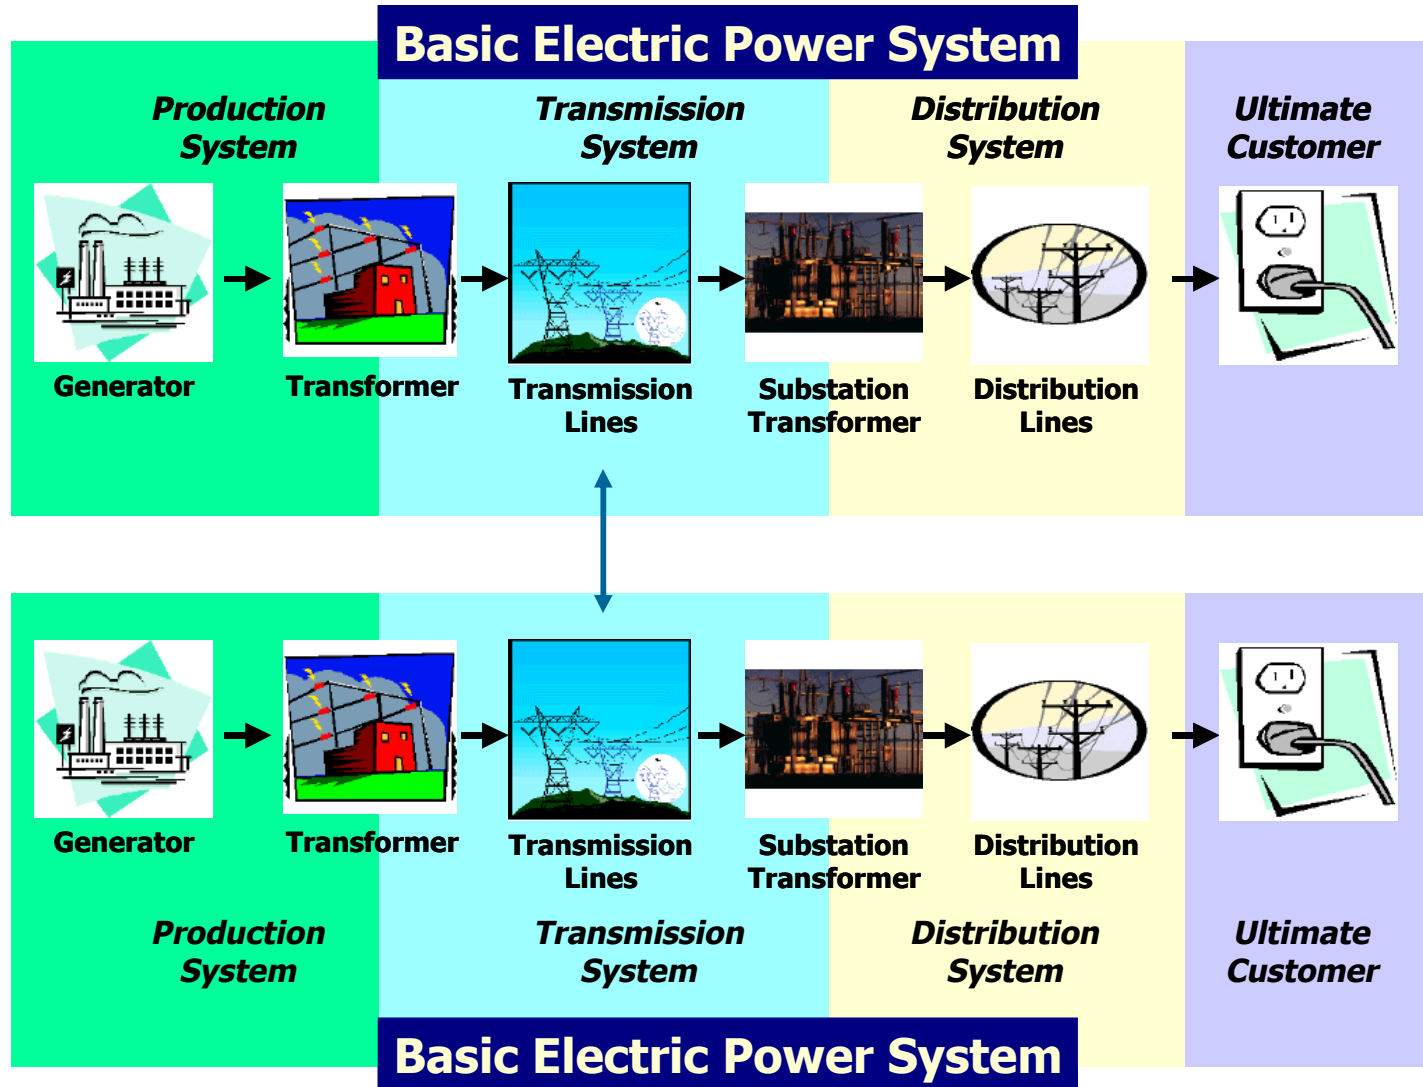 Basic Electric Power System
Production
System
Transmission
System
Distribution
System
Ultimate
Customer
Generator
Transformer
Transmission
Lines
Substation
Transformer
Distribution
Lines
Generator
Transformer
Transmission
Lines
Substation
Transformer
Distribution
Lines
Production
System
Transmission
System
Distribution
System
Ultimate
Customer
Basic Electric Power System